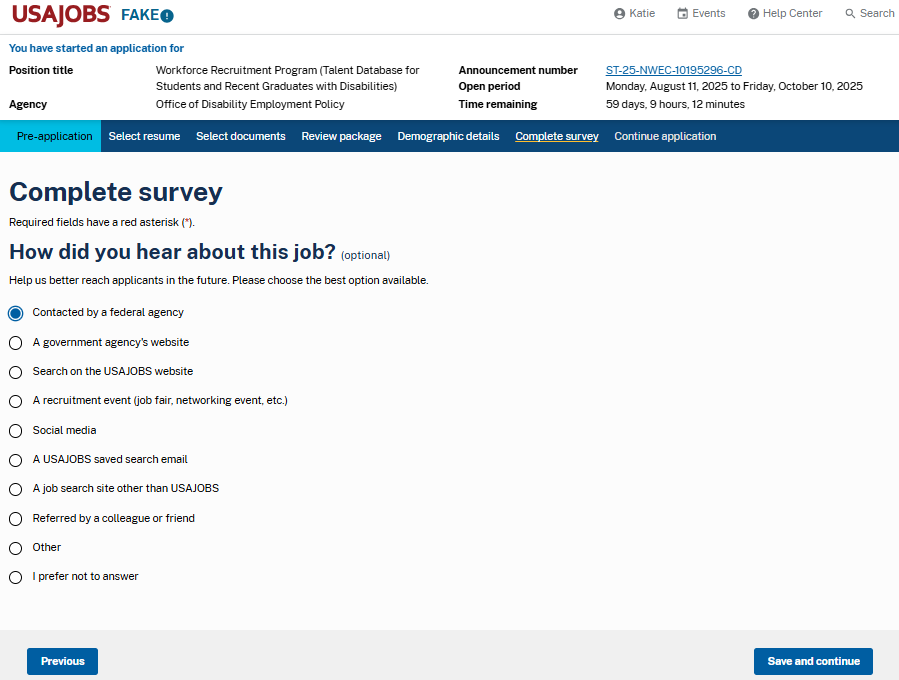 USAJOBS FAKE! Katie Events Help Center Search
You have started an application for
Position title Workforce Recruitment Program (Talent Database for Students and Recent Graduates with Disabilities)
Agency Office of Disability Employment Policy
Announcement number ST-25-NWEC-10195296-CD
Open period Monday, August 11, 2025 to Friday, October 10, 2025
Time remaining 59 days, 9 hours, 12 minutes
Pre-application Select resume Select documents Review package Demographic details Complete survey Continue application
Complete survey
Required fields have a red asterisk (*).
How did you hear about this job? (optional)
Help us better reach applicants in the future. Please choose the best option available.
Contacted by a federal agency
A government agency's website
Search on the USAJOBS website
A recruitment event (job fair, networking event, etc.)
Social media
A USAJOBS saved search email
A job search site other than USAJOBS
Referred by a colleague or friend
Other
I prefer not to answer
Previous Save and continue